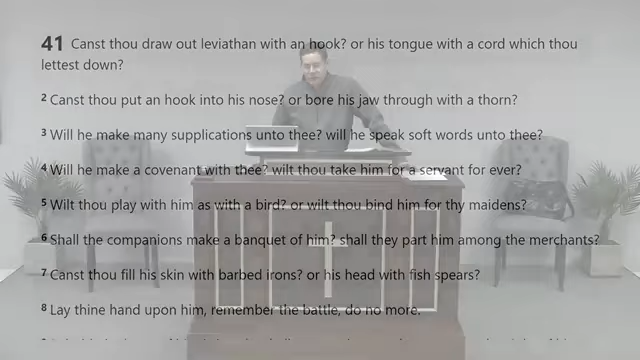 41 Canst thou draw out leviathan with an hook? or his tongue with a cord which thou
lettest down?
2 Canst thou put an hook into his nose? or bore his jaw through with a thorn?
3 Will he make many supplications unto thee? will he speak soft words unto thee?
4 Will he make a covenant with thee? wilt thou take him for a servant for ever?
5 Wilt thou play with him as with a bird? or wilt thou bind him for thy maidens?
6 Shall the companions make a banquet of him? shall they part him among the merchants?
7 Canst thou fill his skin with barbed irons? or his head with fish spears?
8 Lay thine hand upon him, remember the battle, do no more.